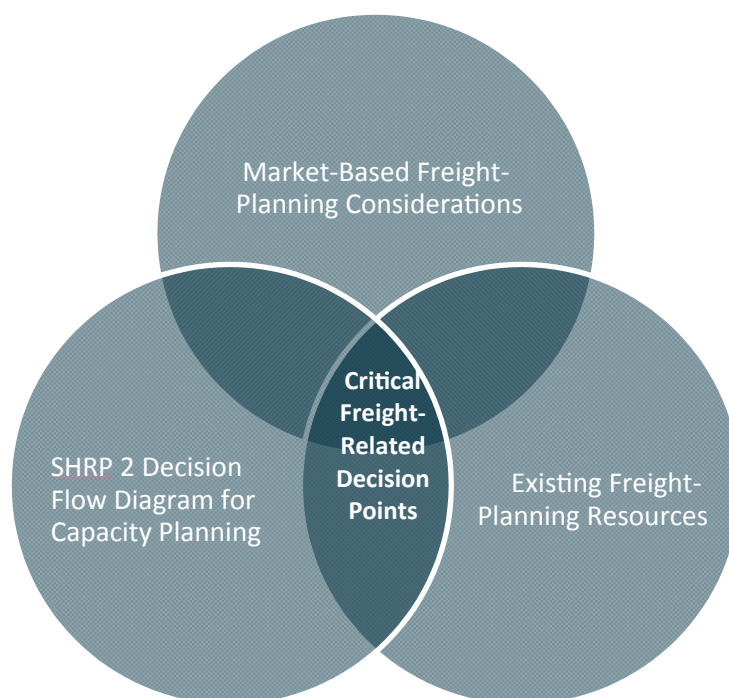 Market-Based Freight-
Planning Considerations
Critical
Freight-
Related
Decision
Points
SHRP 2 Decision
Flow Diagram for
Capacity Planning
Existing Freight-
Planning Resources